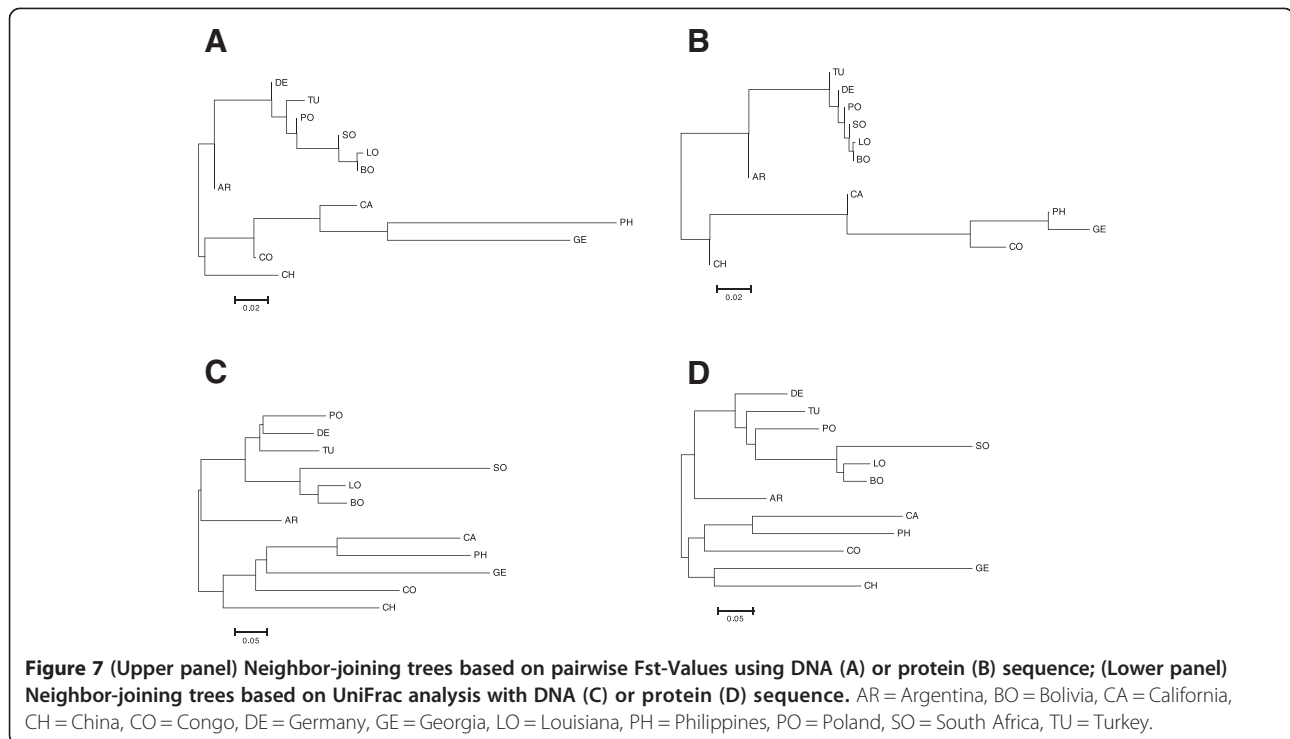 A
DE
TU
PO
SO
LO
BO
AR
CA
PH
GE
CO
CH
0.02
B
TU
DE
PO
SO
LO
BO
AR
CA
PH
GE
CO
CH
0.02
C
PO
DE
TU
SO
LO
BO
AR
CA
PH
GE
CO
CH
0.05
D
DE
TU
PO
SO
LO
BO
AR
CA
PH
CO
GE
CH
0.05
Figure 7 (Upper panel) Neighbor-joining trees based on pairwise Fst-Values using DNA (A) or protein (B) sequence; (Lower panel)
Neighbor-joining trees based on UniFrac analysis with DNA (C) or protein (D) sequence. AR = Argentina, BO = Bolivia, CA = California,
CH = China, CO = Congo, DE = Germany, GE = Georgia, LO = Louisiana, PH = Philippines, PO = Poland, SO = South Africa, TU = Turkey.